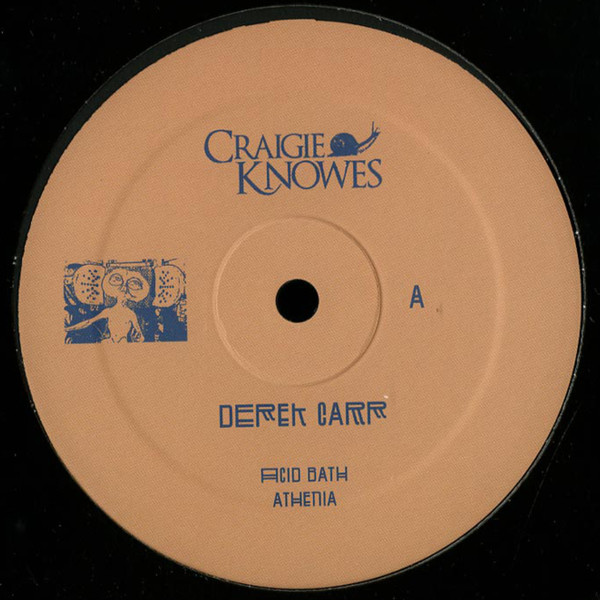 CRAIGIE
KNOWES
A
DEREK CARR
ACID BATH
ATHENIA